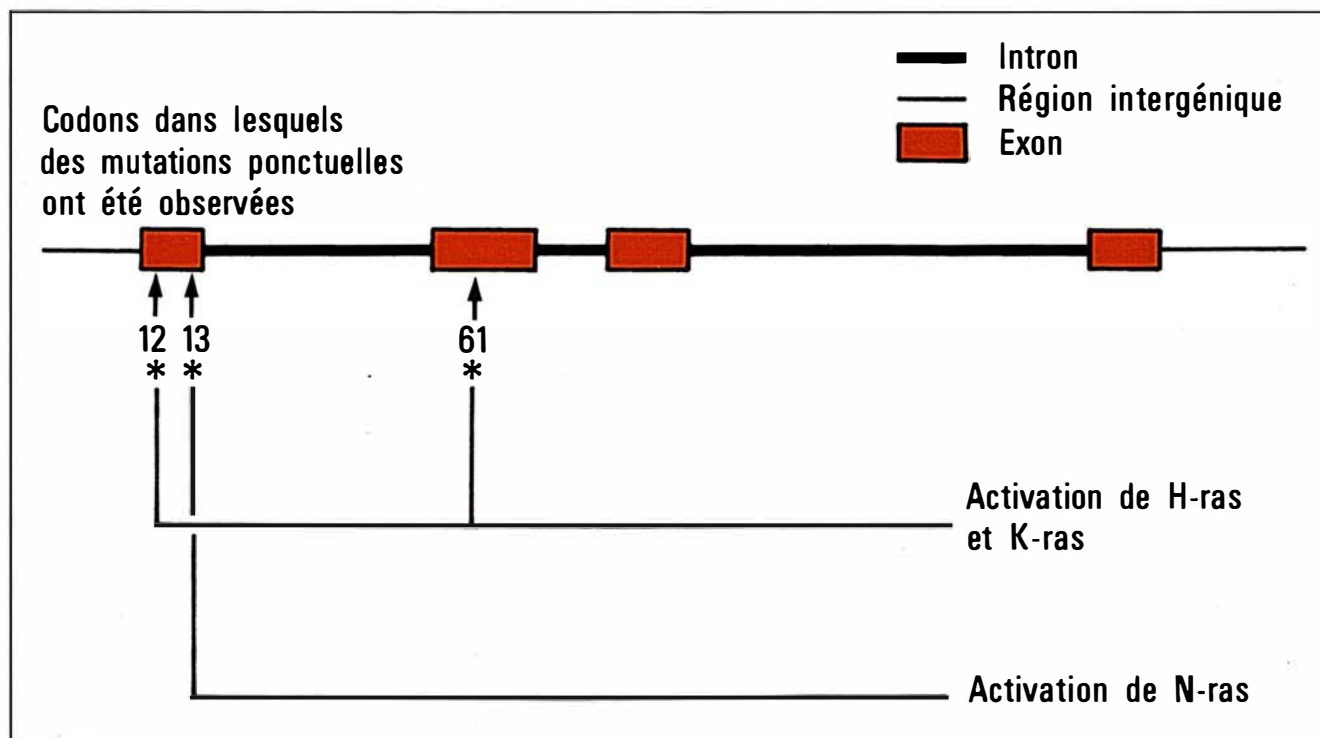 Intron
Région intergénique
Exon
Codons dans lesquels
des mutations ponctuelles
ont été observées
12 13 61
* * *
Activation de H-ras
et K-ras
Activation de N-ras